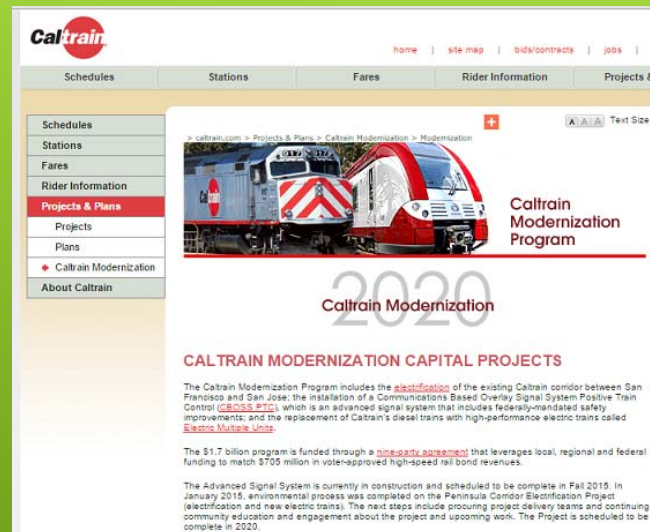 Caltrain
home | site map | bids/contracts | jobs |
Schedules Stations Fares Rider Information Projects &
Schedules
Stations
Fares
Rider Information
Projects & Plans
Projects
Plans
Caltrain Modernization
About Caltrain
A A A Text Size
> caltrain.com > Projects & Plans > Caltrain Modernization > Modernization
917 917
Caltrain
Modernization
Program
2020
Caltrain Modernization
CALTRAIN MODERNIZATION CAPITAL PROJECTS
The Caltrain Modernization Program includes the electrification of the existing Caltrain corridor between San
Francisco and San Jose; the installation of a Communications Based Overlay Signal System Positive Train
Control (CBOSS PTC), which is an advanced signal system that includes federally-mandated safety
improvements; and the replacement of Caltrain's diesel trains with high-performance electric trains called
Electric Multiple Units.
The $1.7 billion program is funded through a nine-party agreement that leverages local, regional and federal
funding to match $705 million in voter-approved high-speed rail bond revenues.
The Advanced Signal System is currently in construction and scheduled to be complete in Fall 2015. In
January 2015, environmental process was completed on the Peninsula Corridor Electrification Project
(electrification and new electric trains). The next steps include procuring project delivery teams and continuing
community education and engagement about the project and upcoming work. The Project is scheduled to be
complete in 2020.